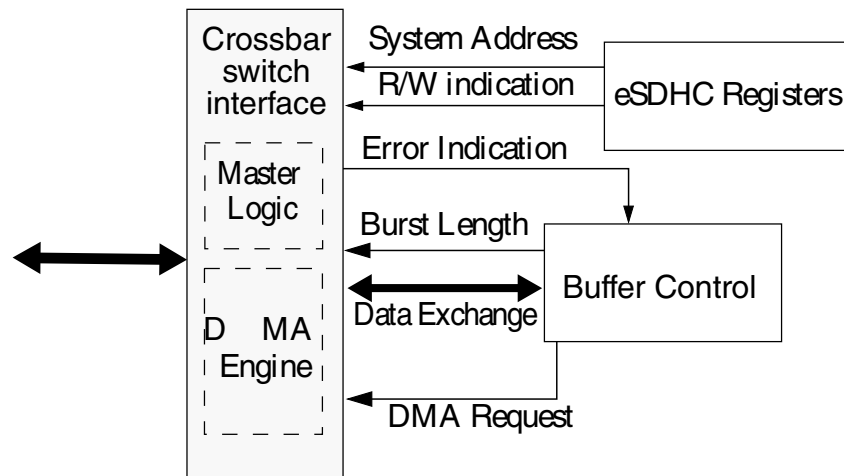 Crossbar
switch
interface
Master
Logic
D MA
Engine
System Address
R/W indication
Error Indication
Burst Length
Data Exchange
DMA Request
eSDHC Registers
Buffer Control